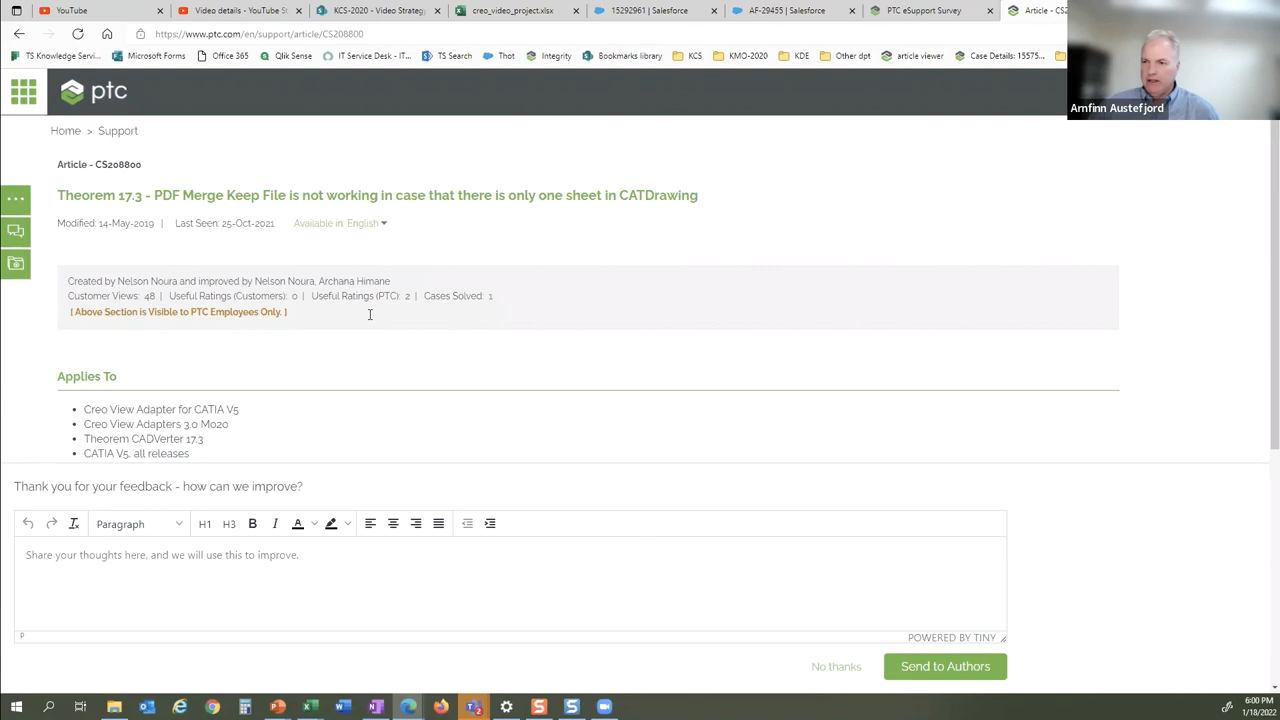 YouTube
Video details - YouTube St
KCS-2020 - Video Strategy
creo_video_project.xlsx
15292961 | Salesforce
AF-29455 | Salesforce
PTC eSupport Survey
Article - CS2
https://www.ptc.com/en/support/article/CS208800
TS Knowledge Servi...
Microsoft Forms
Office 365
Qlik Sense
IT Service Desk - IT...
TS Search
Thot
Integrity
Bookmarks library
KCS
KMO-2020
KDE
Other dpt
article viewer
Case Details: 15575...
Arnfinn Austefjord
ptc
Home > Support
Article - CS208800
Theorem 17.3 - PDF Merge Keep File is not working in case that there is only one sheet in CATDrawing
Modified: 14-May-2019 | Last Seen: 25-Oct-2021 Available in: English
Created by Nelson Noura and improved by Nelson Noura, Archana Himane
Customer Views: 48 | Useful Ratings (Customers): 0 | Useful Ratings (PTC): 2 | Cases Solved: 1
[ Above Section is Visible to PTC Employees Only. ]
Applies To
• Creo View Adapter for CATIA V5
• Creo View Adapters 3.0 M020
• Theorem CADVerter 17.3
• CATIA V5, all releases
Thank you for your feedback - how can we improve?
Paragraph H1 H3 B I A
Share your thoughts here, and we will use this to improve.
P POWERED BY TINY
No thanks Send to Authors
6:00 PM
1/18/2022